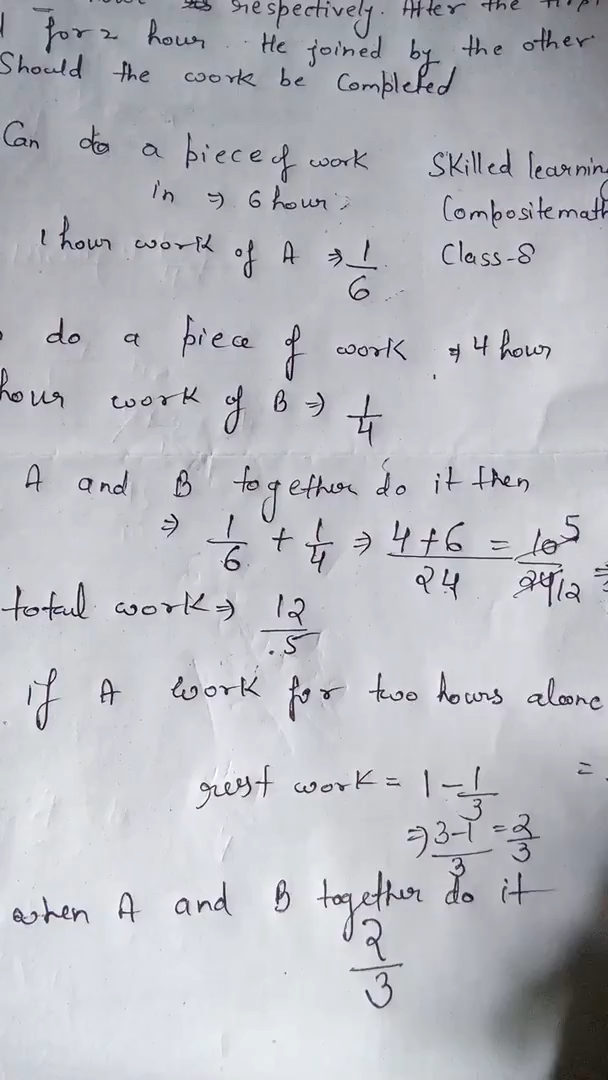 respectively. After the
for 2 hour. He joined by the other
Should the work be Completed
Can do a piece of work
in ⇒ 6 hour
Skilled learnin
Compositemath
Class-8
1 hour work of A ⇒ 1/6
do a piece of work ⇒ 4 hour
hour work of B ⇒ 1/4
A and B together do it then
⇒ 1/6 + 1/4 ⇒ 4+6/24 = 10/24 5/12
total work ⇒ 12/5
if A work for two hours alone
rest work = 1 - 1/3
⇒ 3-1/3 = 2/3
when A and B together do it
2/3